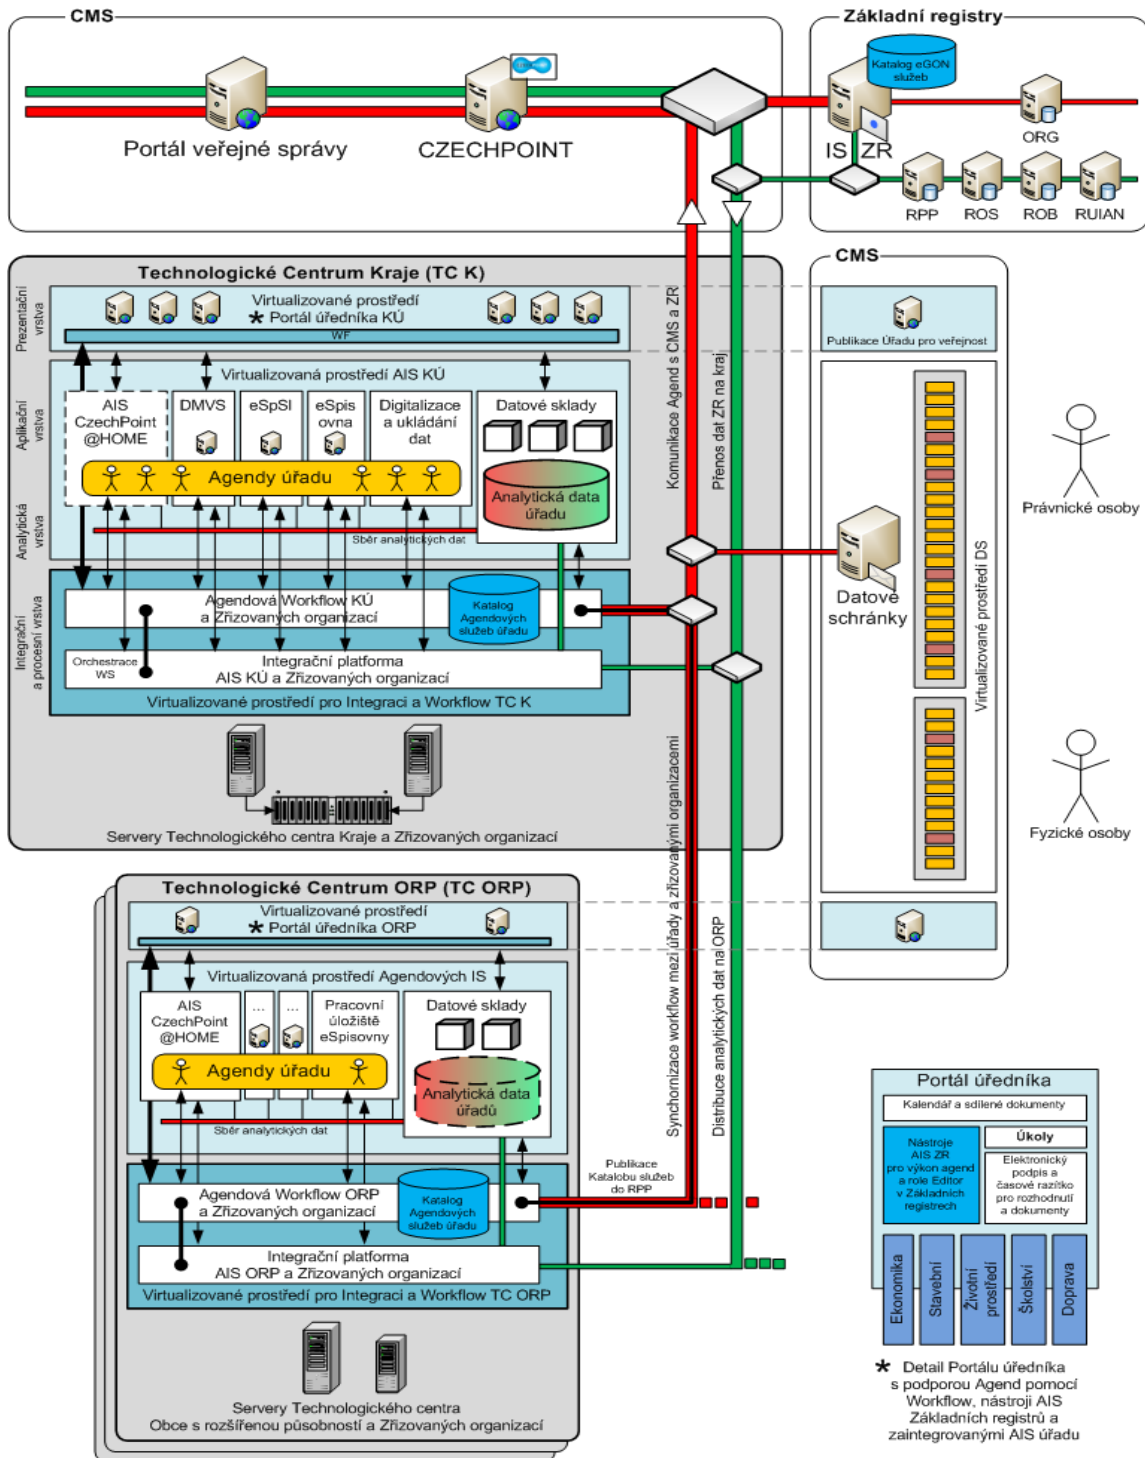 CMS
Základní registry
Katalog eGON
služeb
Portál veřejné správy
CZECHPOINT
IS ZR
ORG
RPP
ROS
ROB
RUIAN
Technologické Centrum Kraje (TC K)
Prezentační
vrstva
Virtualizované prostředí
* Portál úředníka KÚ
WF
Aplikační
vrstva
Virtualizovaná prostředí AIS KÚ
AIS
CzechPoint
@HOME
DMVS
eSpSl
eSpis
ovna
Digitalizace
a ukládání
dat
Datové sklady
Agendy úřadu
Analytická data
úřadu
Analytická
vrstva
Sběr analytických dat
Integrační
a procesní vrstva
Agendová Workflow KÚ
a Zřizovaných organizací
Katalog
Agendových
služeb úřadu
Orchestrace
WS
Integrační platforma
AIS KÚ a Zřizovaných organizací
Virtualizované prostředí pro Integraci a Workflow TC K
Servery Technologického centra Kraje a Zřizovaných organizací
Komunikace Agend s CMS a ZR
Přenos dat ZR na kraj
CMS
Publikace Úřadu pro veřejnost
Datové
schránky
Virtualizované prostředí DS
Právnické osoby
Fyzické osoby
Synchornizace workflow mezi úřady a zřizovanými organizacemi
Distribuce analytických dat na ORP
Technologické Centrum ORP (TC ORP)
Virtualizované prostředí
* Portál úředníka ORP
Virtualizovaná prostředí Agendových IS
AIS
CzechPoint
@HOME
...
...
Pracovní
úložiště
eSpisovny
Datové sklady
Agendy úřadu
Analytická data
úřadů
Sběr analytických dat
Agendová Workflow ORP
a Zřizovaných organizací
Katalog
Agendových
služeb úřadu
Publikace
Katalobu služeb
do RPP
Integrační platforma
AIS ORP a Zřizovaných organizací
Virtualizované prostředí pro Integraci a Workflow TC ORP
Servery Technologického centra
Obce s rozšířenou působností a Zřizovaných organizací
Portál úředníka
Kalendář a sdílené dokumenty
Nástroje
AIS ZR
pro výkon agend
a role Editor
v Základních
registrech
Úkoly
Elektronický
podpis a
časové razítko
pro rozhodnutí
a dokumenty
Ekonomika
Stavební
Životní
prostředí
Školství
Doprava
* Detail Portálu úředníka
s podporou Agend pomocí
Workflow, nástroji AIS
Základních registrů a
zaintegrovanými AIS úřadu